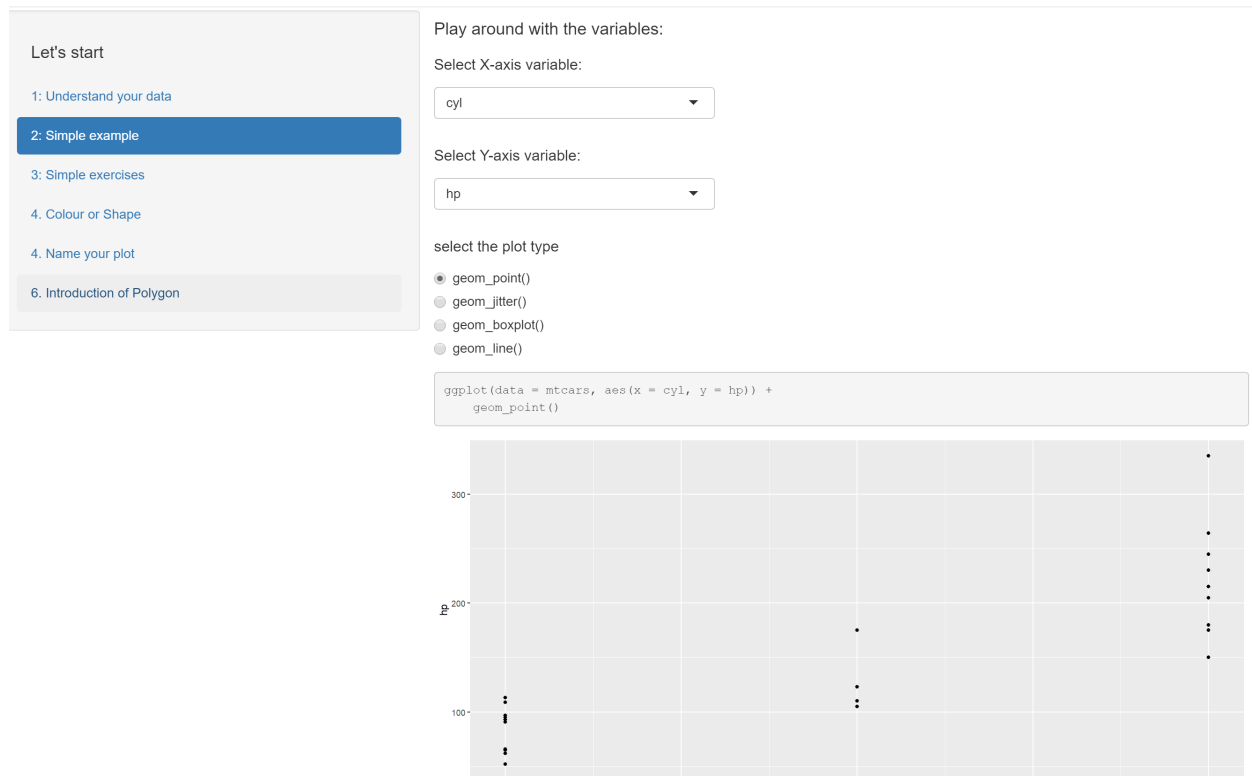 Let's start
1: Understand your data
2: Simple example
3: Simple exercises
4. Colour or Shape
4. Name your plot
6. Introduction of Polygon
Play around with the variables:
Select X-axis variable:
cyl
Select Y-axis variable:
hp
select the plot type
geom_point()
geom_jitter()
geom_boxplot()
geom_line()
ggplot(data = mtcars, aes(x = cyl, y = hp)) +
    geom_point()
300
200
100
hp